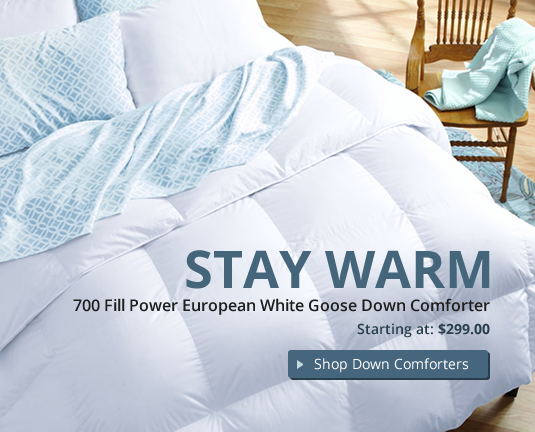 STAY WARM
700 Fill Power European White Goose Down Comforter
Starting at: $299.00
Shop Down Comforters